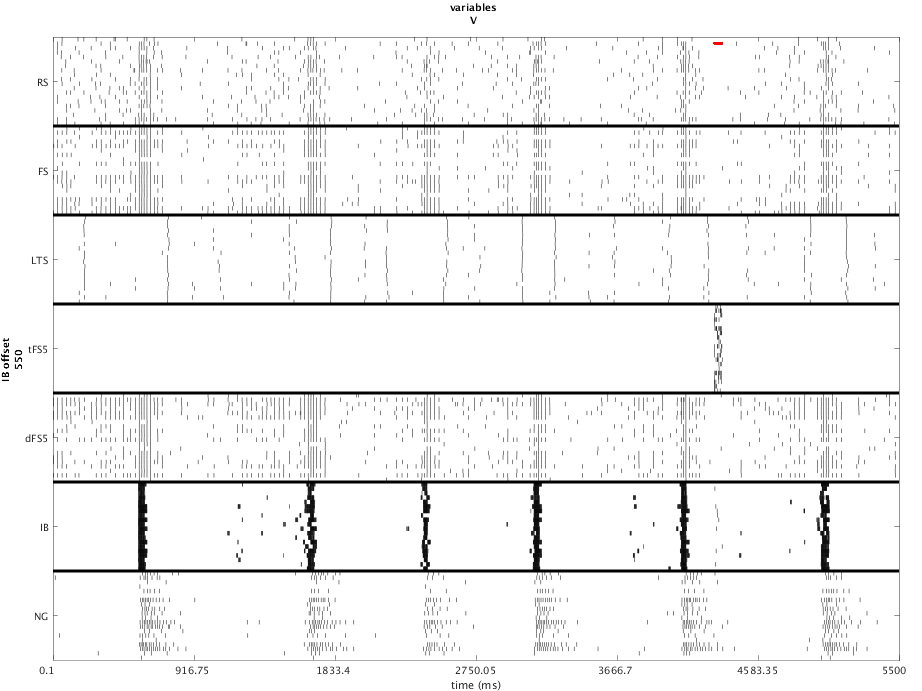 variables
V
RS
FS
LTS
tFS5
dFS5
IB
NG
IB offset
550
0.1 916.75 1833.4 2750.05 3666.7 4583.35 5500
time (ms)